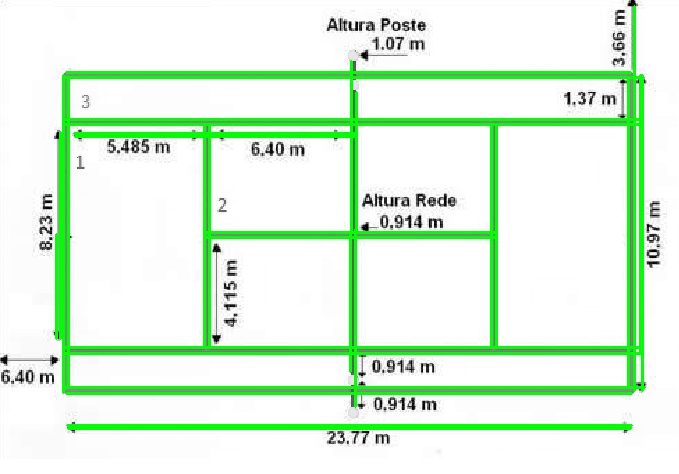 Altura Poste
1.07 m
3.66 m
3
1,37 m
5,485 m
6.40 m
1
2
Altura Rede
0,914 m
8,23 m
10,97 m
4,115 m
6,40 m
0,914 m
0,914 m
23,77 m